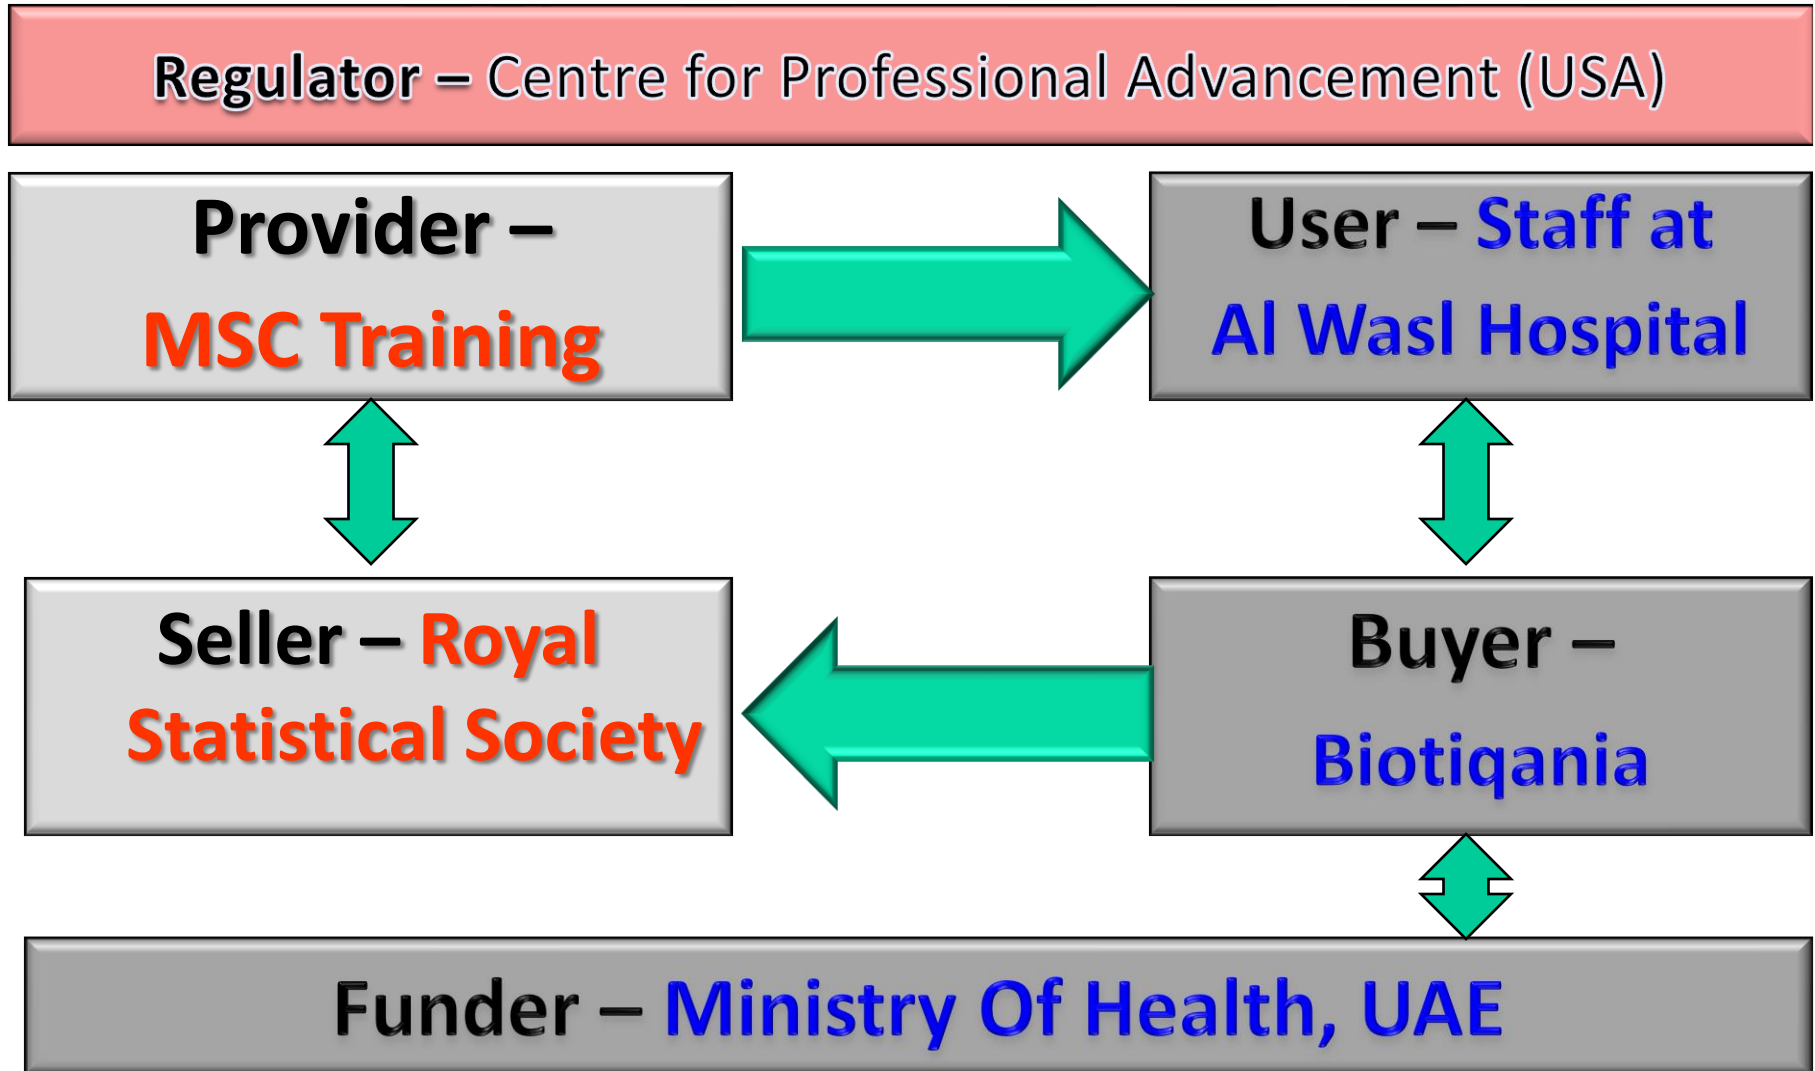 Regulator – Centre for Professional Advancement (USA)
Provider –
MSC Training
User – Staff at
Al Wasl Hospital
Seller – Royal
Statistical Society
Buyer –
Biotiqania
Funder – Ministry Of Health, UAE